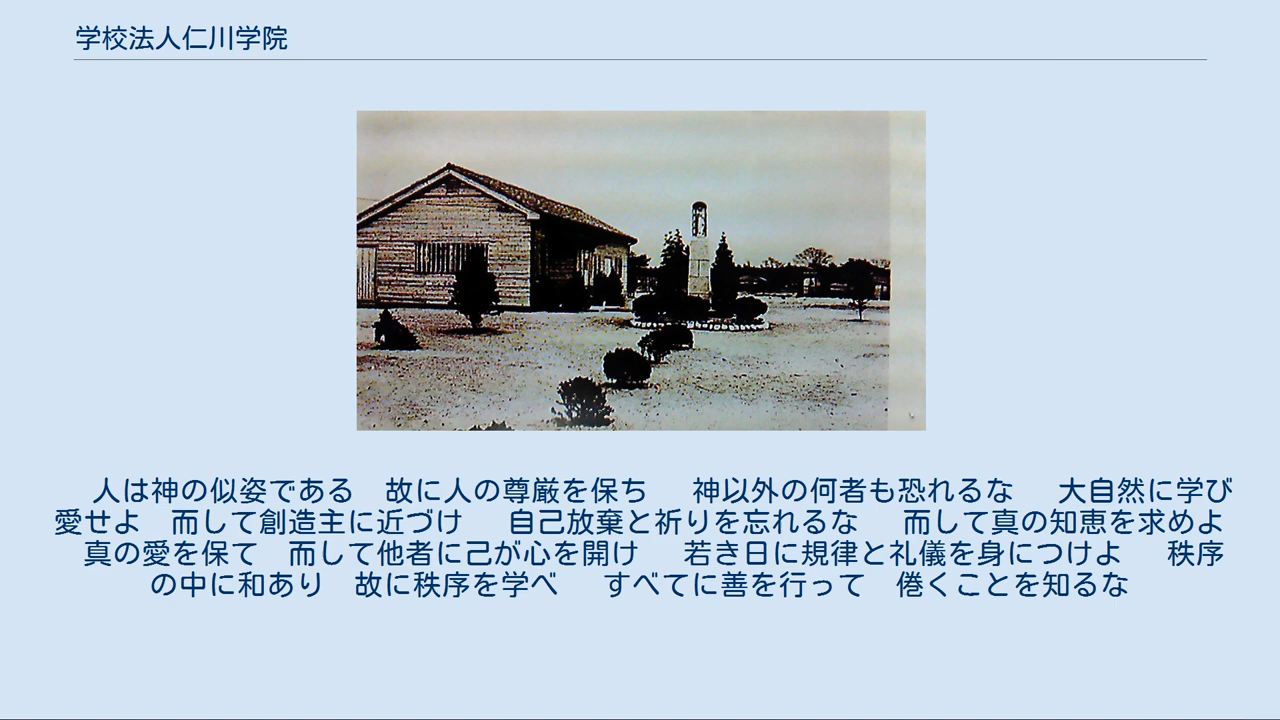 学校法人仁川学院
人は神の似姿である　故に人の尊厳を保ち　 神以外の何者も恐れるな　 大自然に学び
愛せよ　而して創造主に近づけ　 自己放棄と祈りを忘れるな　 而して真の知恵を求めよ
真の愛を保て　而して他者に己が心を開け　 若き日に規律と礼儀を身につけよ　 秩序
の中に和あり　故に秩序を学べ　 すべてに善を行って　倦くことを知るな